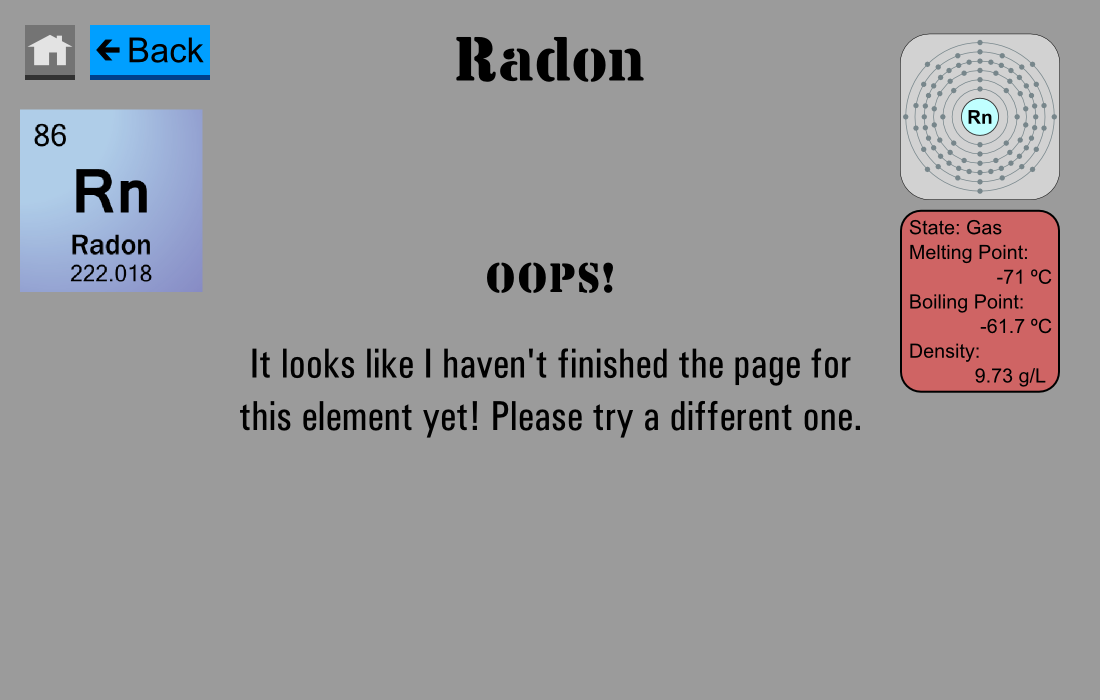 Back
Radon
86
Rn
Radon
222.018
Rn
State: Gas
Melting Point:
-71 ºC
Boiling Point:
-61.7 ºC
Density:
9.73 g/L
OOPS!
It looks like I haven't finished the page for
this element yet! Please try a different one.